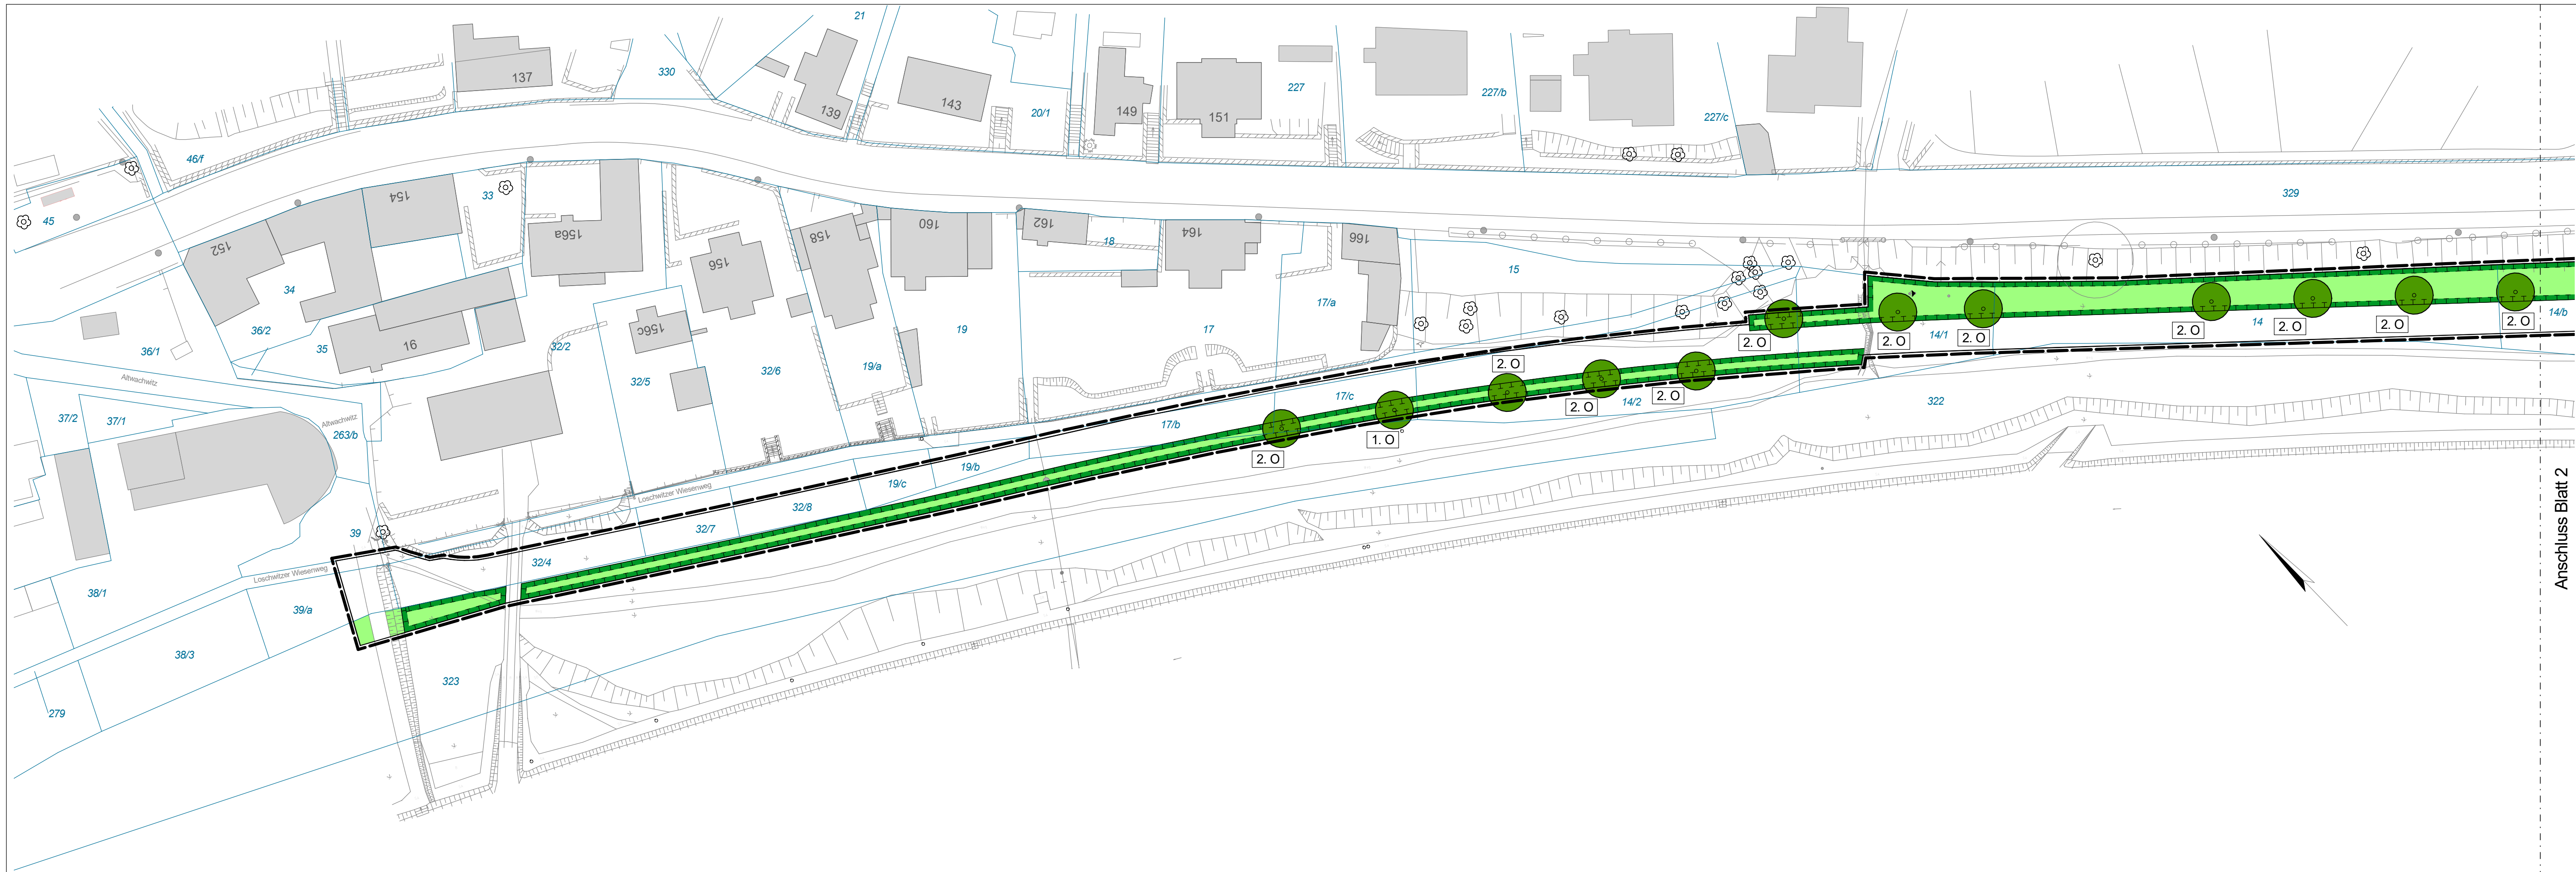 21
137
330
139
143
20/1
149
151
227
227/b
227/c
46/f
45
33
154
329
152
156a
158
160
162
18
164
166
15
34
156
36/2
17/a
35
16
156c
19
17
36/1
32/2
14/1
14
14/b
2. O
2. O
2. O
2. O
2. O
2. O
2. O
Altwachwitz
32/5
32/6
19/a
2. O
17/c
14/2
2. O
2. O
322
37/2
37/1
Altwachwitz
263/b
17/b
1. O
2. O
19/b
19/c
Loschwitzer Wiesenweg
32/8
32/7
39
32/4
Loschwitzer Wiesenweg
38/1
39/a
38/3
323
279
Anschluss Blatt 2